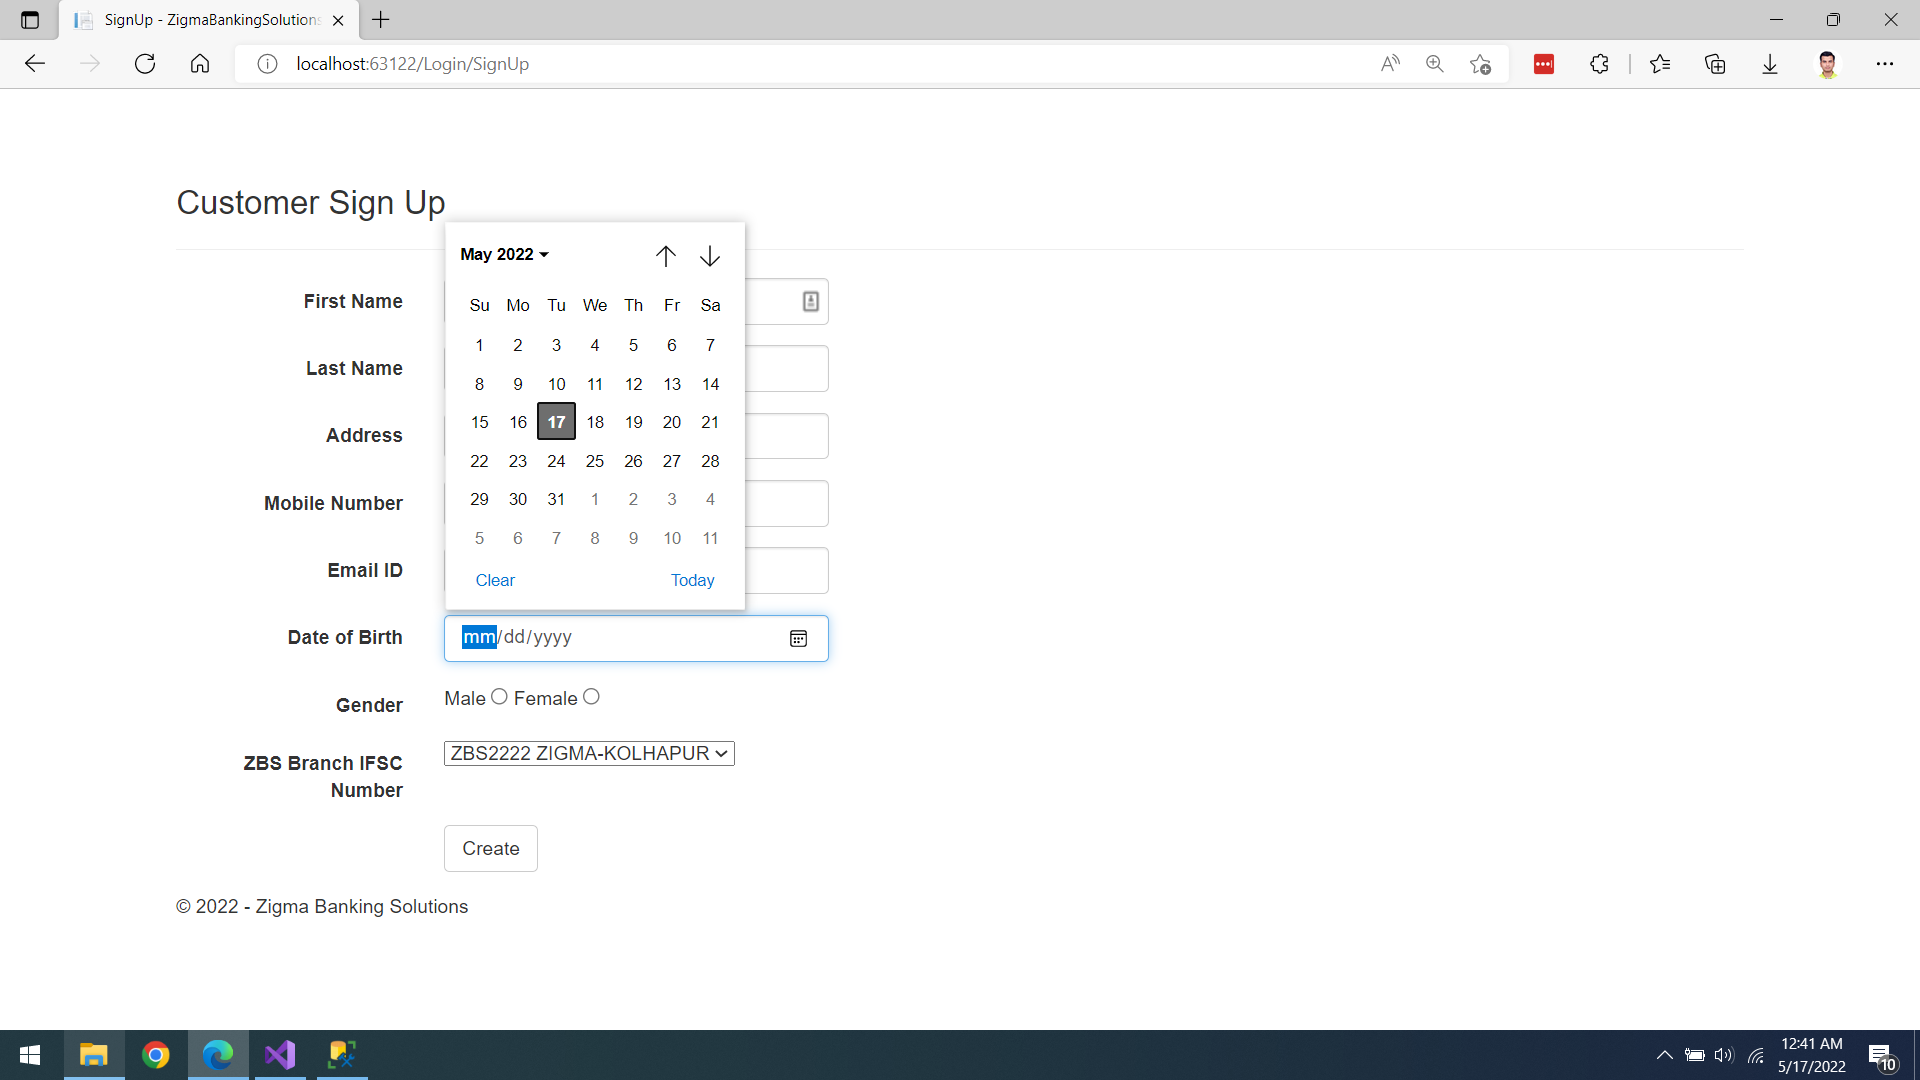 SignUp - ZigmaBankingSolutions
localhost:63122/Login/SignUp
Customer Sign Up
May 2022
Su Mo Tu We Th Fr Sa
1 2 3 4 5 6 7
8 9 10 11 12 13 14
15 16 17 18 19 20 21
22 23 24 25 26 27 28
29 30 31 1 2 3 4
5 6 7 8 9 10 11
Clear Today
First Name
Last Name
Address
Mobile Number
Email ID
Date of Birth mm/dd/yyyy
Gender Male Female
ZBS Branch IFSC
Number
ZBS2222 ZIGMA-KOLHAPUR
Create
© 2022 - Zigma Banking Solutions
12:41 AM
5/17/2022
10